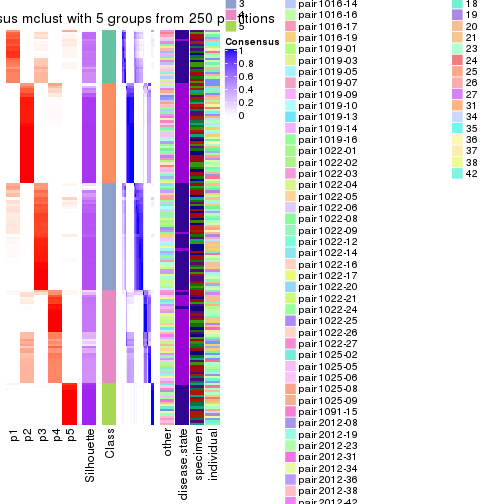 sus mclust with 5 groups from 250 partitions
3
4
5
Consensus
1
0.8
0.6
0.4
0.2
0
p1
p2
p3
p4
p5
Silhouette
Class
other
disease.state
specimen
individual
pair1016-14
pair1016-16
pair1016-17
pair1016-19
pair1019-01
pair1019-03
pair1019-05
pair1019-07
pair1019-09
pair1019-10
pair1019-13
pair1019-14
pair1019-16
pair1022-01
pair1022-02
pair1022-03
pair1022-04
pair1022-05
pair1022-06
pair1022-08
pair1022-09
pair1022-12
pair1022-14
pair1022-16
pair1022-17
pair1022-20
pair1022-21
pair1022-24
pair1022-25
pair1022-26
pair1022-27
pair1025-02
pair1025-05
pair1025-06
pair1025-08
pair1025-09
pair1091-15
pair2012-08
pair2012-19
pair2012-23
pair2012-31
pair2012-34
pair2012-36
pair2012-38
pair2012-42
18
19
20
21
23
24
25
26
27
31
34
35
36
37
38
42